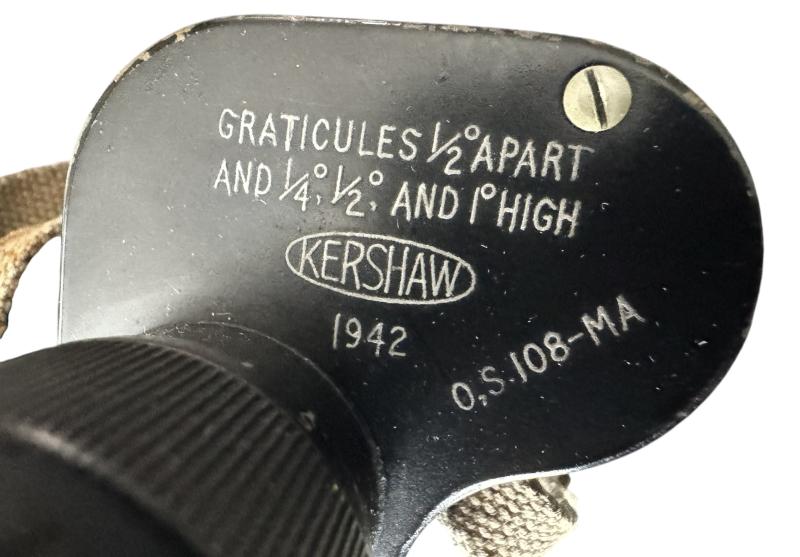 GRATICULES 1/2° APART
AND 1/4°, 1/2°, AND 1° HIGH
KERSHAW
1942
O,S.108-MA